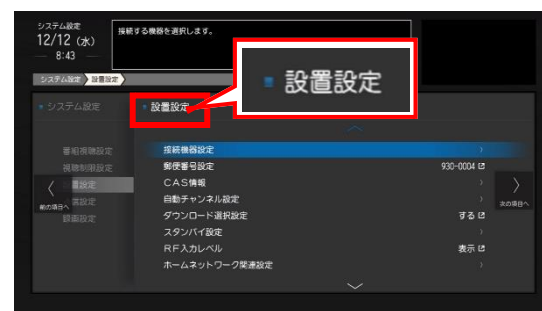 システム設定
12/12 (水)
8:43
接続する機器を選択します。
システム設定 設置設定
設置設定
システム設定
設置設定
番組視聴設定
視聴制限設定
置設定
言設定
録画設定
前の項目へ
次の項目へ
接続機器設定
郵便番号設定 930-0004
CAS情報
自動チャンネル設定
ダウンロード選択設定 する
スタンバイ設定
RF入力レベル 表示
ホームネットワーク関連設定